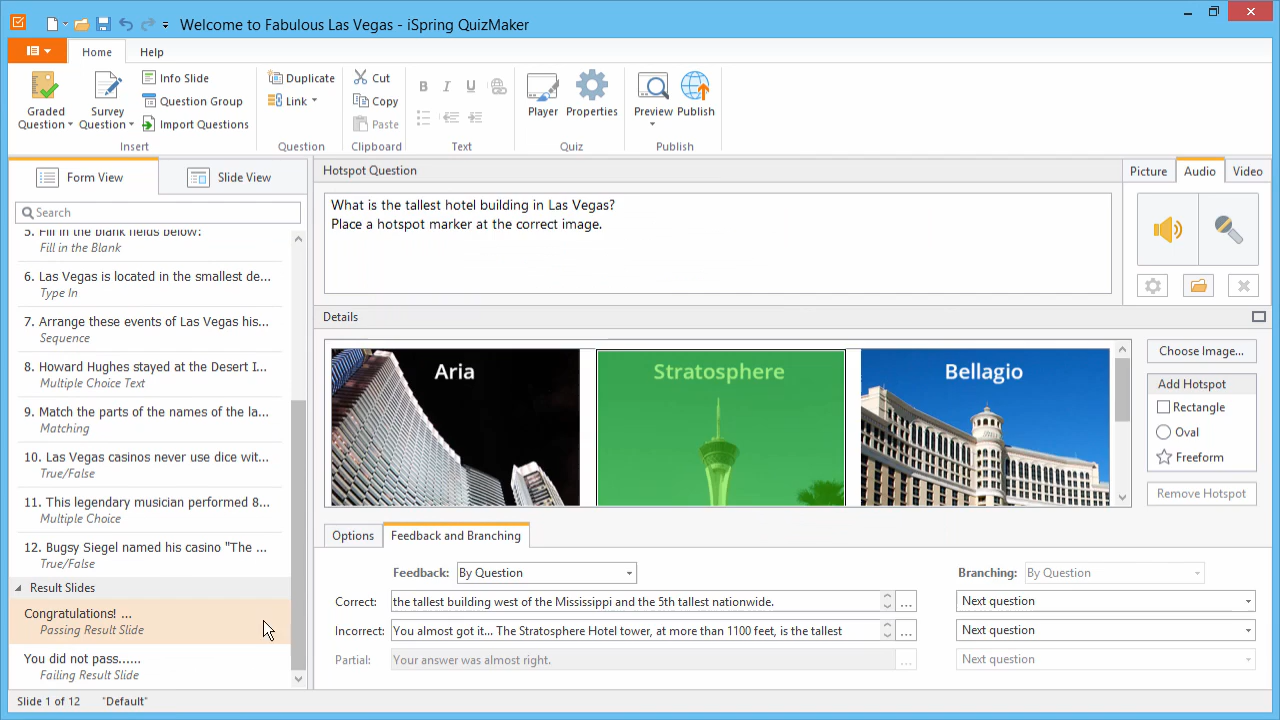 Welcome to Fabulous Las Vegas - iSpring QuizMaker
Home
Help
Graded Question
Survey Question
Info Slide
Question Group
Import Questions
Insert
Duplicate
Link
Question
Cut
Copy
Paste
Clipboard
B I U
Text
Player
Properties
Quiz
Preview
Publish
Publish
Form View
Slide View
Search
5. Fill in the blank fields below:
Fill in the Blank
6. Las Vegas is located in the smallest de...
Type In
7. Arrange these events of Las Vegas his...
Sequence
8. Howard Hughes stayed at the Desert I...
Multiple Choice Text
9. Match the parts of the names of the la...
Matching
10. Las Vegas casinos never use dice wit...
True/False
11. This legendary musician performed 8...
Multiple Choice
12. Bugsy Siegel named his casino "The ...
True/False
Result Slides
Congratulations! ...
Passing Result Slide
You did not pass......
Failing Result Slide
Hotspot Question
What is the tallest hotel building in Las Vegas?
Place a hotspot marker at the correct image.
Picture
Audio
Video
Details
Aria
Stratosphere
Bellagio
Choose Image...
Add Hotspot
Rectangle
Oval
Freeform
Remove Hotspot
Options
Feedback and Branching
Feedback: By Question
Branching: By Question
Correct: the tallest building west of the Mississippi and the 5th tallest nationwide. ... Next question
Incorrect: You almost got it... The Stratosphere Hotel tower, at more than 1100 feet, is the tallest ... Next question
Partial: Your answer was almost right. ... Next question
Slide 1 of 12
"Default"